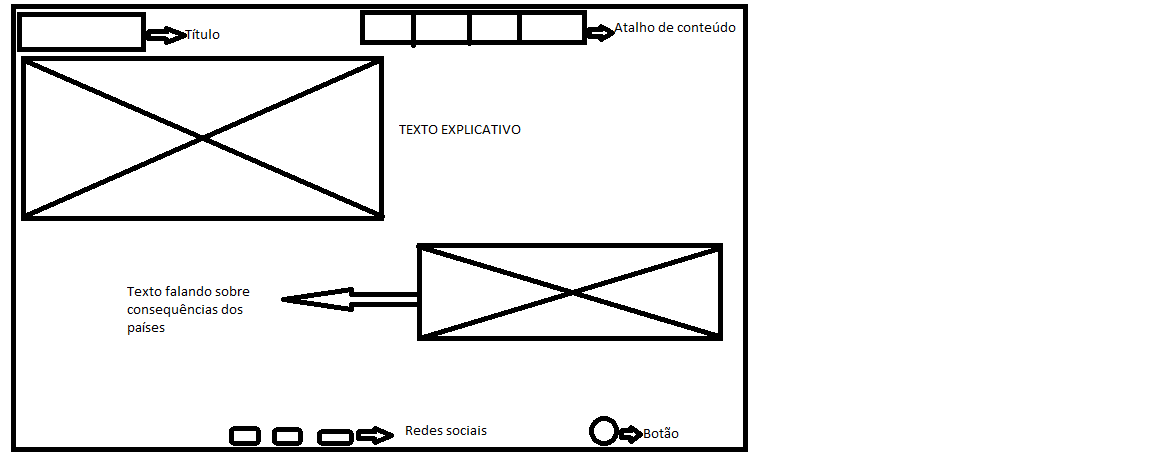 Título
Atalho de conteúdo
TEXTO EXPLICATIVO
Texto falando sobre
consequências dos
países
Redes sociais
Botão